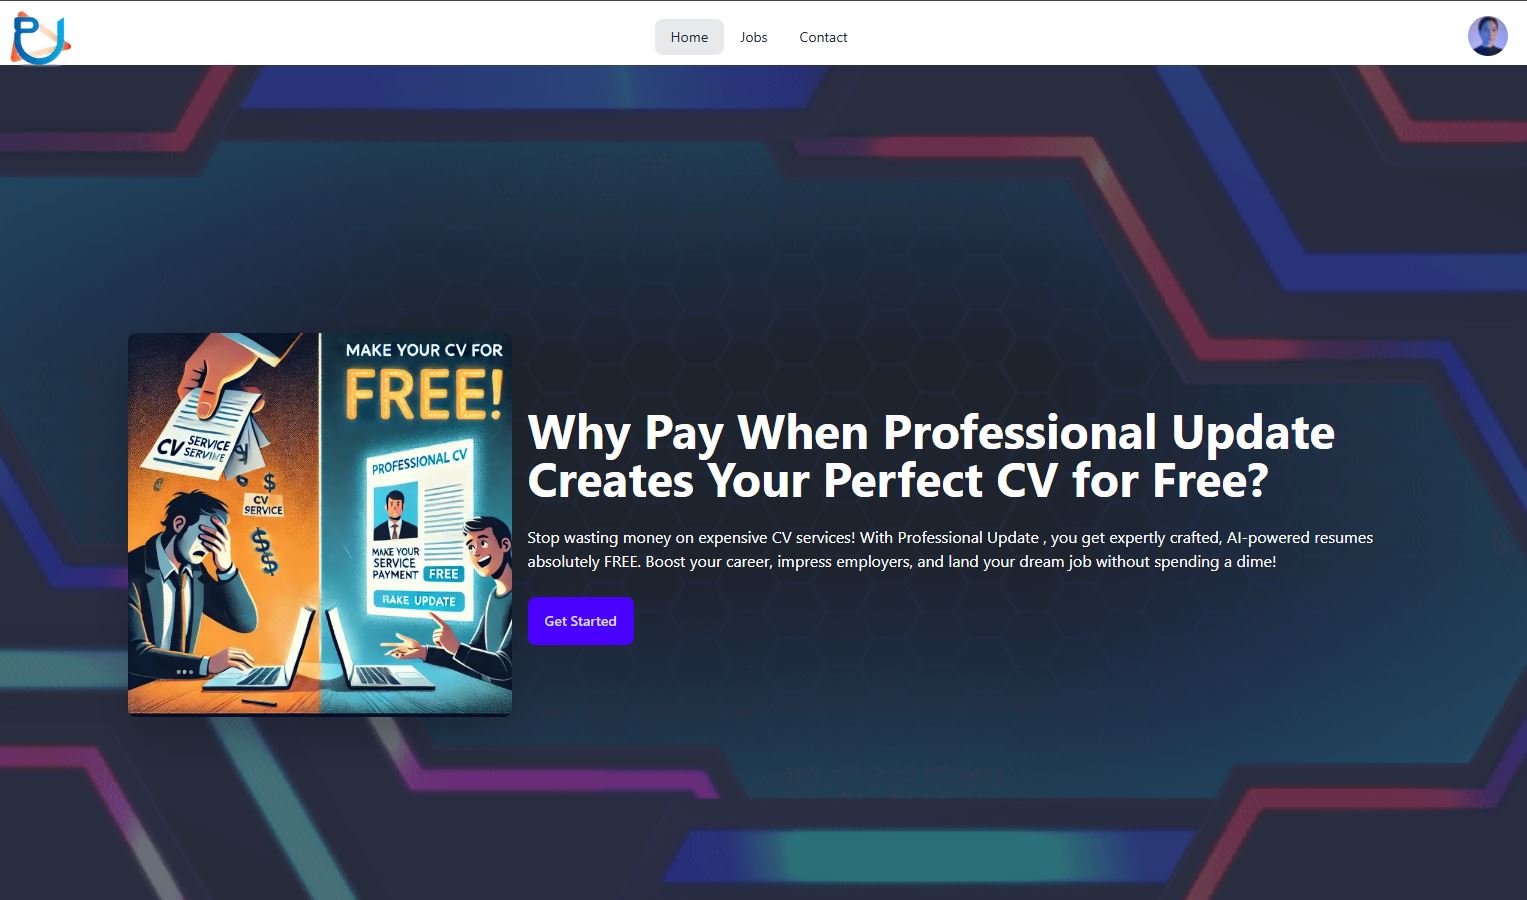 PU
Home
Jobs
Contact
MAKE YOUR CV FOR
FREE!
CV SERVICE
SERVIVE
CV
SERVICE
$
$
$
PROFESSIONAL CV
MAKE YOUR
SERVICE
PAYMENT
FREE
UPDATE
Why Pay When Professional Update
Creates Your Perfect CV for Free?
Stop wasting money on expensive CV services! With Professional Update , you get expertly crafted, AI-powered resumes
absolutely FREE. Boost your career, impress employers, and land your dream job without spending a dime!
Get Started